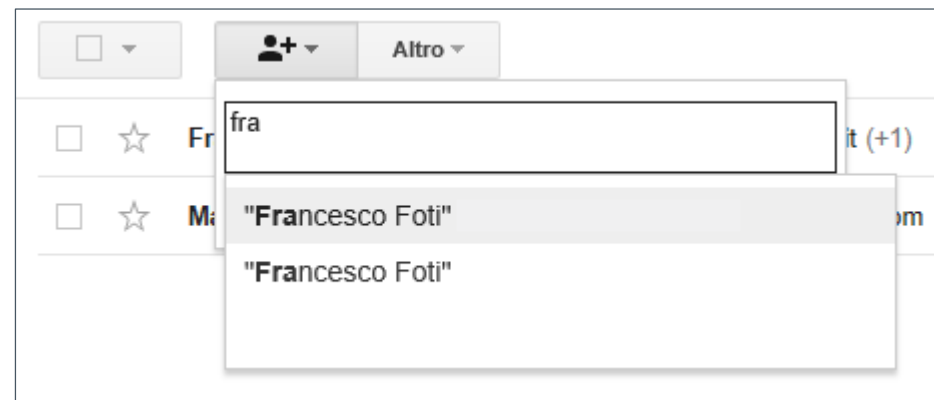 Altro
fra
Fr it (+1)
"Francesco Foti"
Ma om
"Francesco Foti"